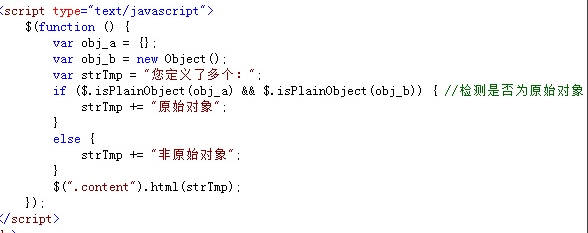 <script type="text/javascript">
$(function () {
var obj_a = {};
var obj_b = new Object();
var strTmp = "您定义了多个：";
if ($.isPlainObject(obj_a) && $.isPlainObject(obj_b)) { //检测是否为原始对象
strTmp += "原始对象";
}
else {
strTmp += "非原始对象";
}
$(".content").html(strTmp);
});
</script>